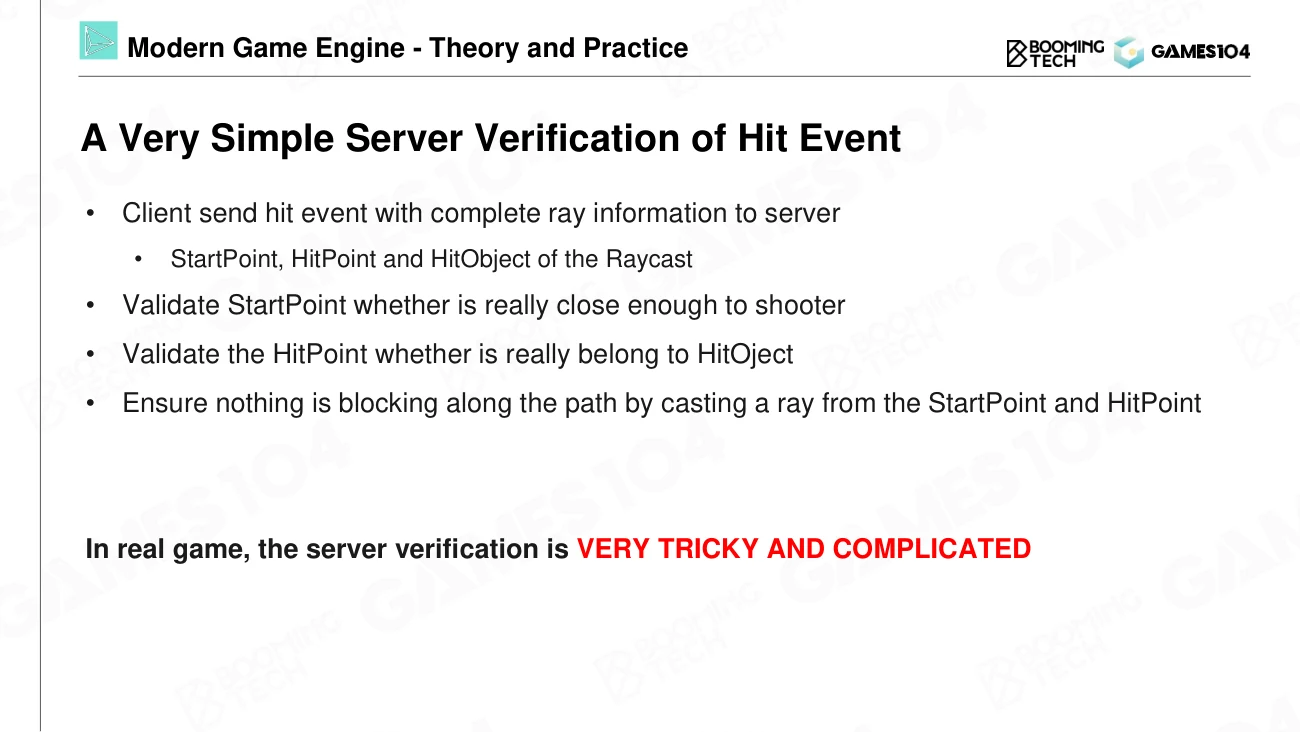 Modern Game Engine - Theory and Practice
BOOMING
TECH
GAMES104
A Very Simple Server Verification of Hit Event
• Client send hit event with complete ray information to server
• StartPoint, HitPoint and HitObject of the Raycast
• Validate StartPoint whether is really close enough to shooter
• Validate the HitPoint whether is really belong to HitOject
• Ensure nothing is blocking along the path by casting a ray from the StartPoint and HitPoint
In real game, the server verification is VERY TRICKY AND COMPLICATED